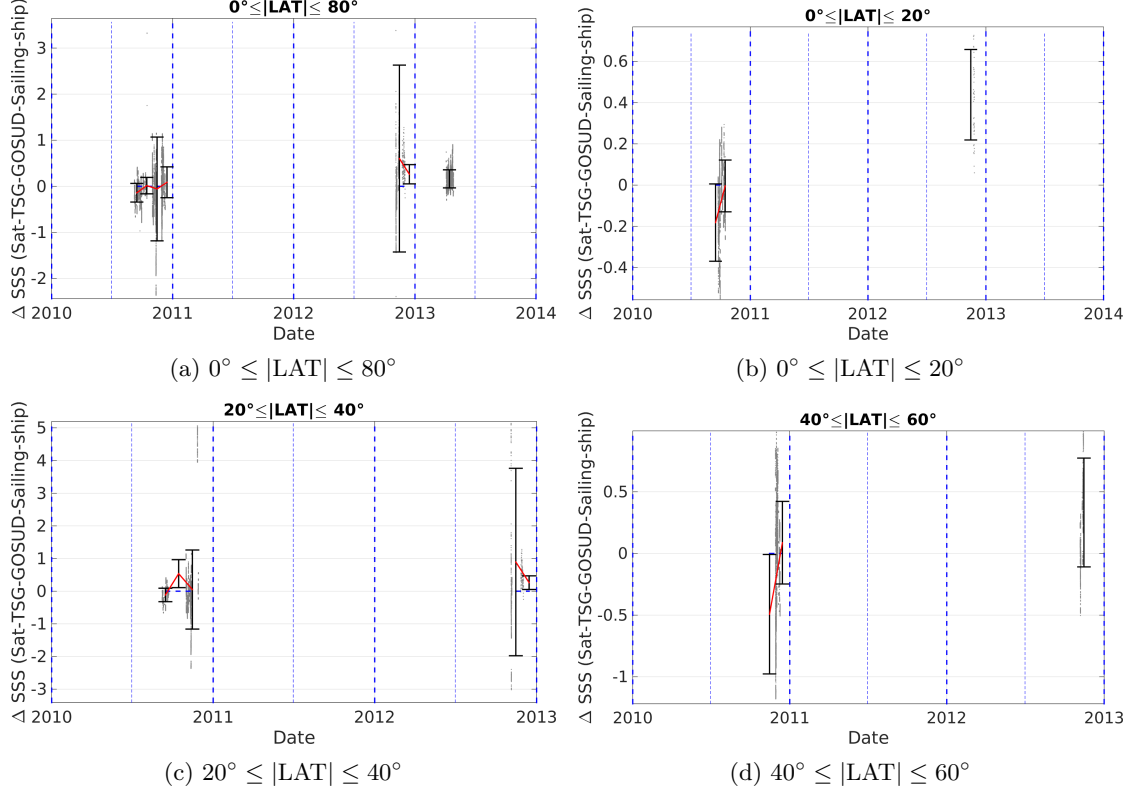 0°≤|LAT|≤ 80°
Δ SSS (Sat-TSG-GOSUD-Sailing-ship)
3
2
1
0
-1
-2
2010 2011 2012 2013 2014
Date
(a) 0° ≤ |LAT| ≤ 80°
0°≤|LAT|≤ 20°
Δ SSS (Sat-TSG-GOSUD-Sailing-ship)
0.6
0.4
0.2
0
-0.2
-0.4
2010 2011 2012 2013 2014
Date
(b) 0° ≤ |LAT| ≤ 20°
20°≤|LAT|≤ 40°
Δ SSS (Sat-TSG-GOSUD-Sailing-ship)
5
4
3
2
1
0
-1
-2
-3
2010 2011 2012 2013
Date
(c) 20° ≤ |LAT| ≤ 40°
40°≤|LAT|≤ 60°
Δ SSS (Sat-TSG-GOSUD-Sailing-ship)
0.5
0
-0.5
-1
2010 2011 2012 2013
Date
(d) 40° ≤ |LAT| ≤ 60°